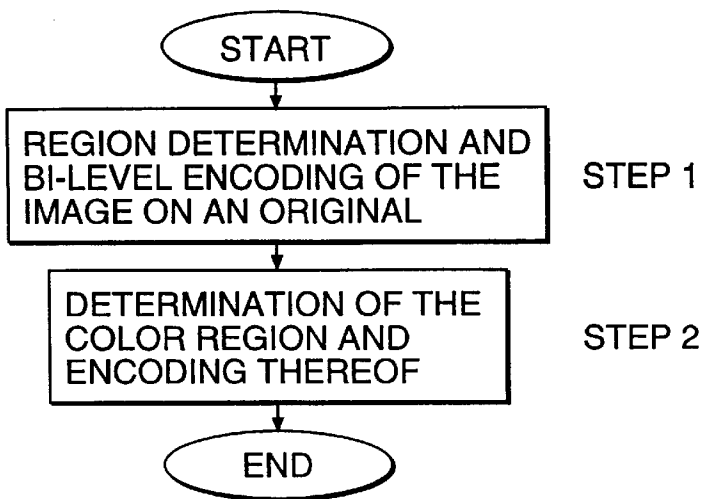 START
REGION DETERMINATION AND
BI-LEVEL ENCODING OF THE
IMAGE ON AN ORIGINAL
STEP 1
DETERMINATION OF THE
COLOR REGION AND
ENCODING THEREOF
STEP 2
END